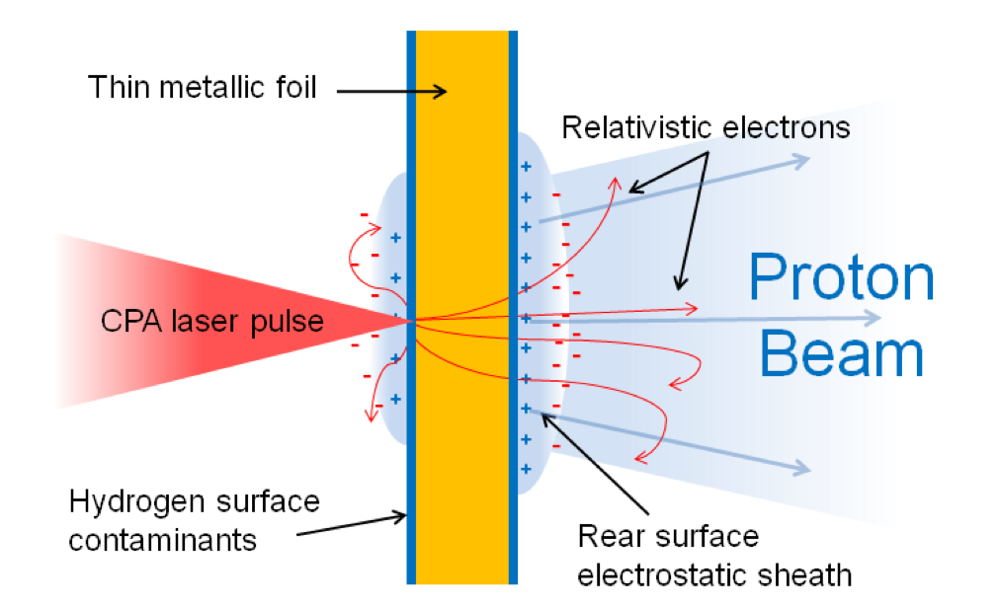 Thin metallic foil
Relativistic electrons
Proton
Beam
CPA laser pulse
Hydrogen surface
contaminants
Rear surface
electrostatic sheath